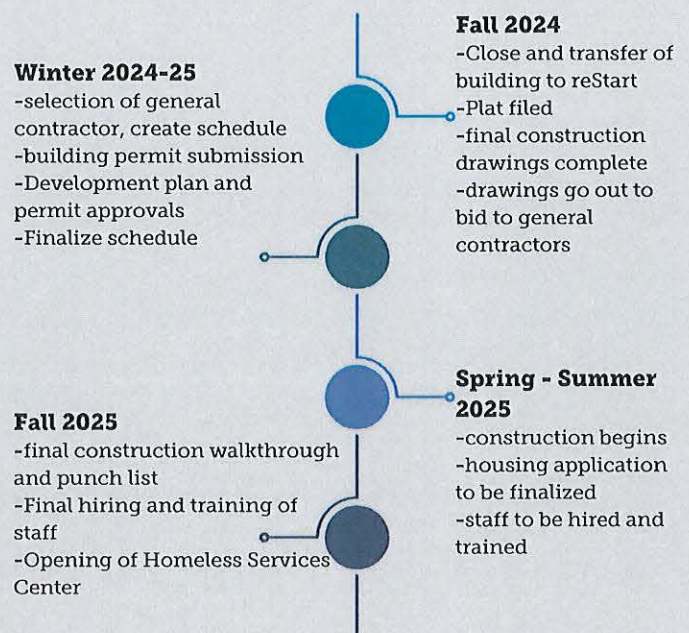 Fall 2024
-Close and transfer of
building to reStart
-Plat filed
-final construction
drawings complete
-drawings go out to
bid to general
contractors
Winter 2024-25
-selection of general
contractor, create schedule
-building permit submission
-Development plan and
permit approvals
-Finalize schedule
Spring - Summer
2025
-construction begins
-housing application
to be finalized
-staff to be hired and
trained
Fall 2025
-final construction walkthrough
and punch list
-Final hiring and training of
staff
-Opening of Homeless Services
Center